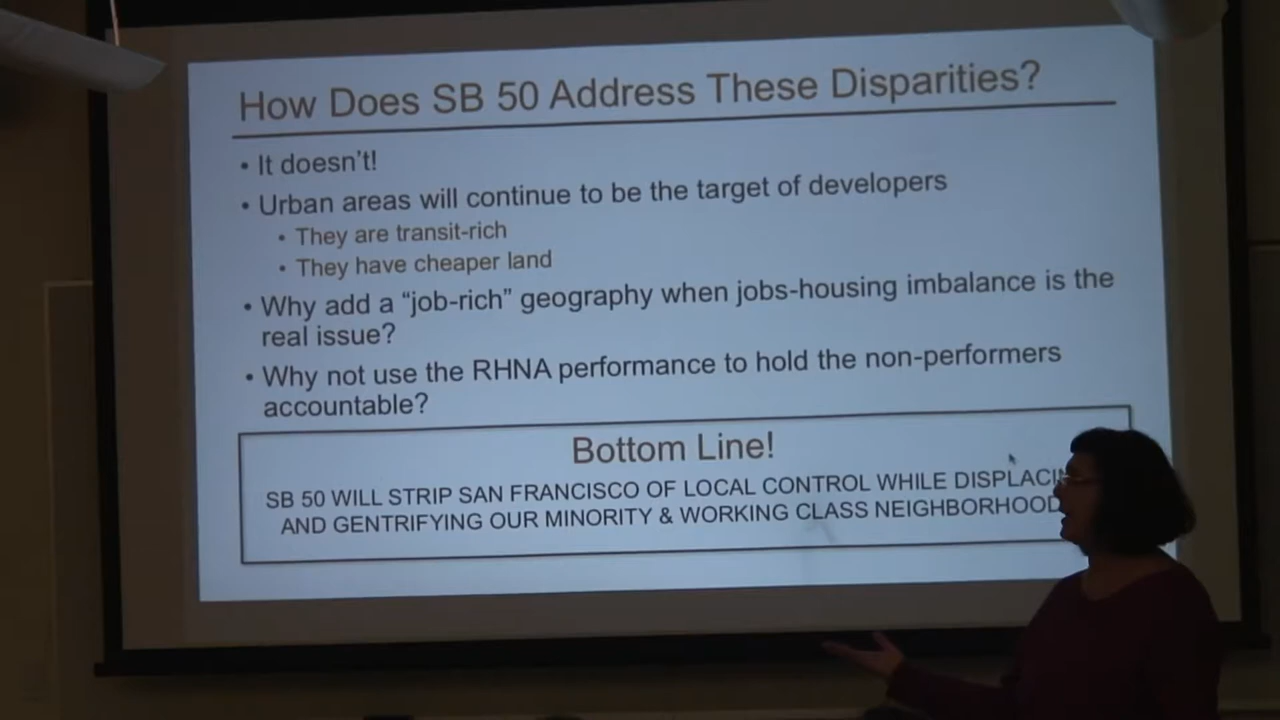 How Does SB 50 Address These Disparities?
• It doesn't!
• Urban areas will continue to be the target of developers
• They are transit-rich
• They have cheaper land
• Why add a "job-rich" geography when jobs-housing imbalance is the
real issue?
• Why not use the RHNA performance to hold the non-performers
accountable?
Bottom Line!
SB 50 WILL STRIP SAN FRANCISCO OF LOCAL CONTROL WHILE DISPLACIN
AND GENTRIFYING OUR MINORITY & WORKING CLASS NEIGHBORHOOD